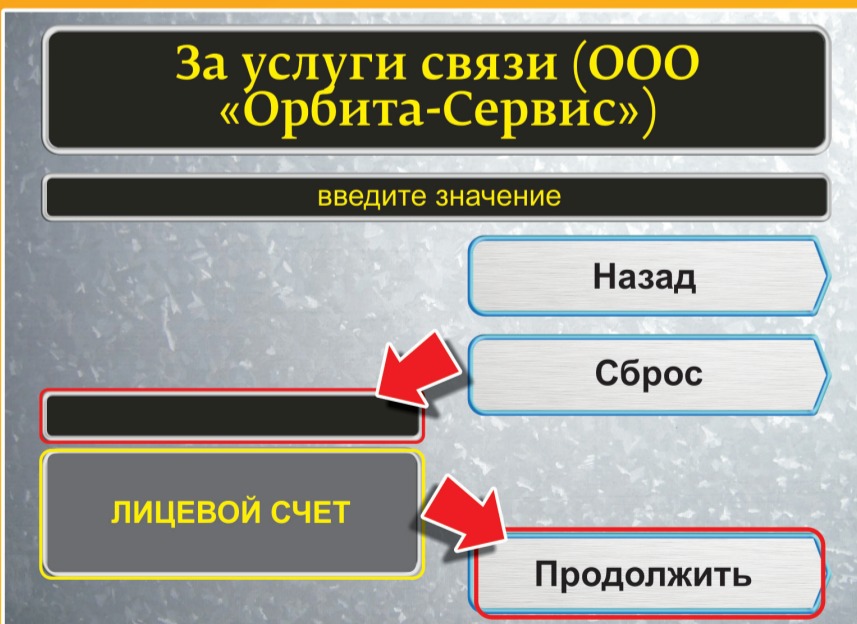 За услуги связи (ООО
«Орбита-Сервис»)
введите значение
Назад
Сброс
ЛИЦЕВОЙ СЧЕТ
Продолжить